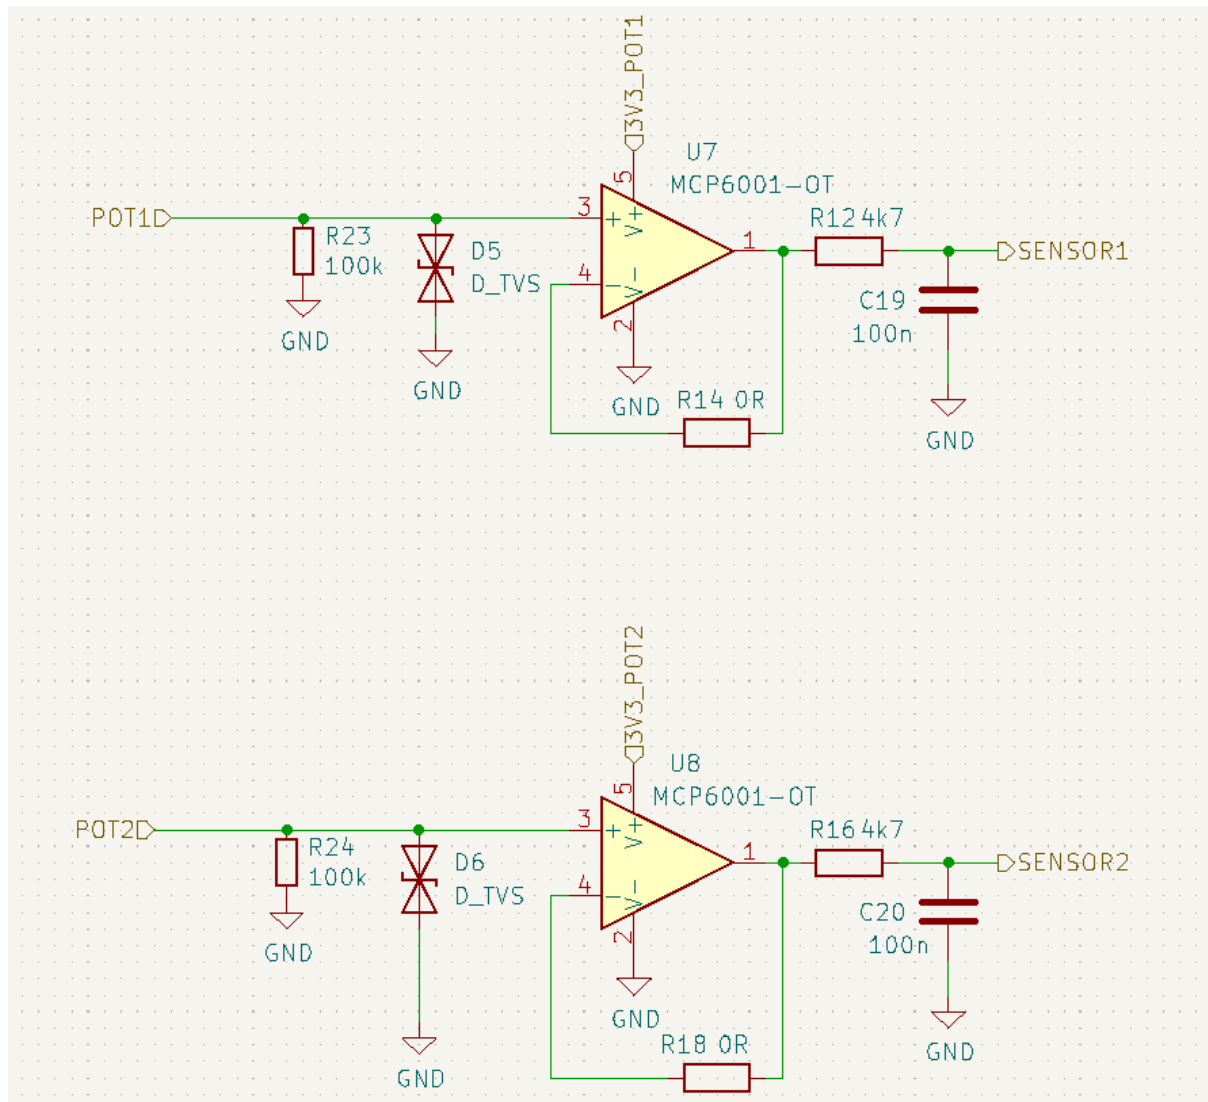 3V3_POT1
U7
MCP6001-OT
5
POT1
3
+
V+
R23
100k
D5
D_TVS
1
R12 4k7
SENSOR1
4
−
V-
2
C19
100n
GND
GND
GND
R14 0R
GND
3V3_POT2
U8
MCP6001-OT
5
POT2
3
+
V+
R24
100k
D6
D_TVS
1
R16 4k7
SENSOR2
4
−
V-
2
C20
100n
GND
GND
R18 0R
GND
GND